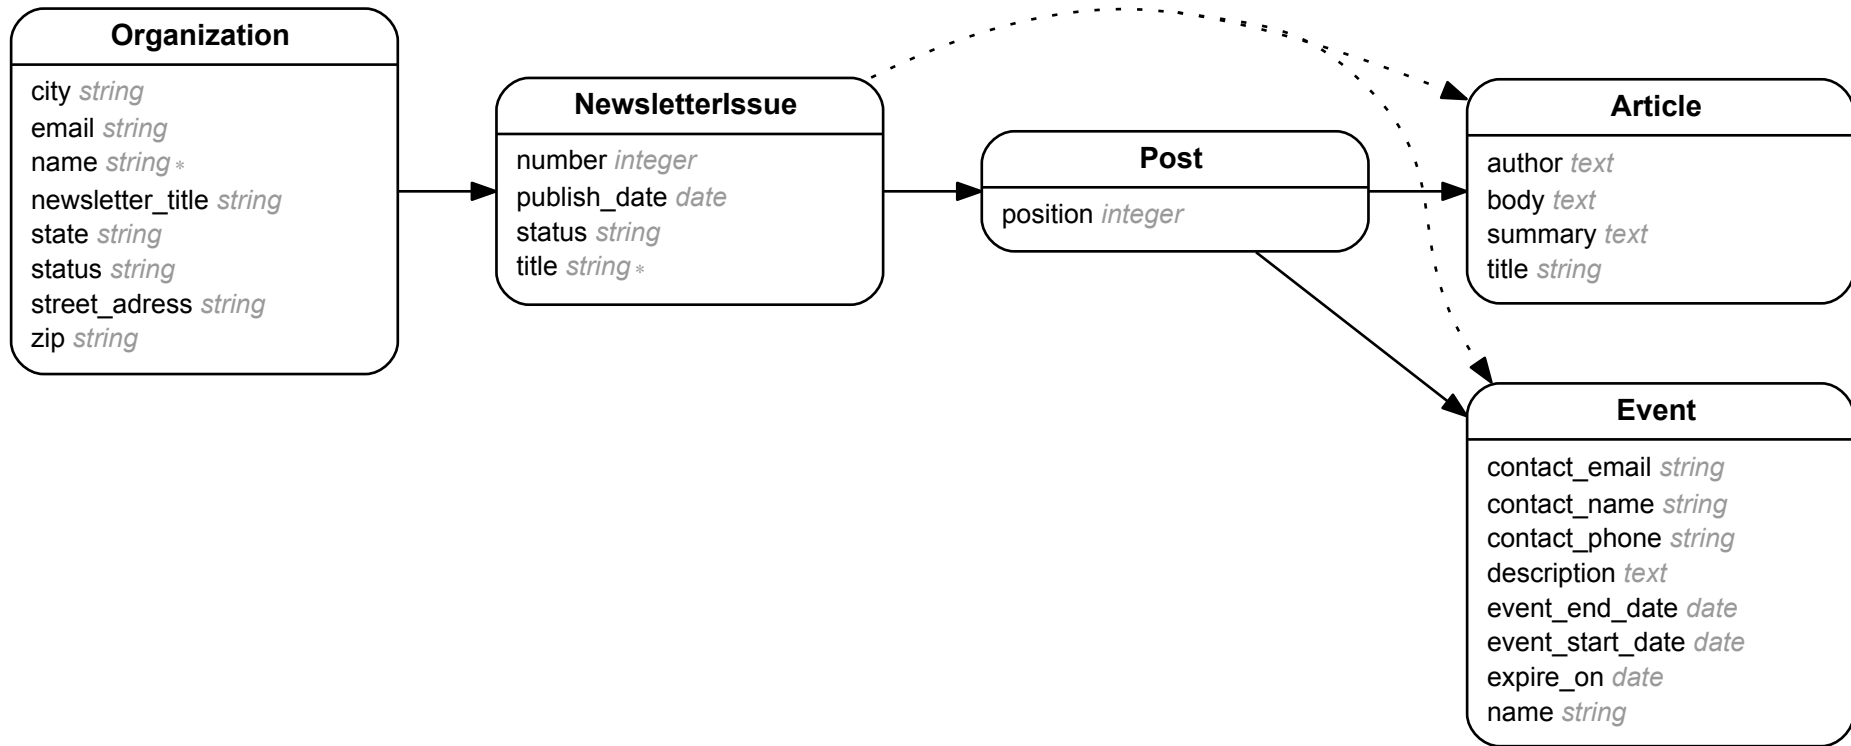 Organization
city string
email string
name string *
newsletter_title string
state string
status string
street_adress string
zip string
NewsletterIssue
number integer
publish_date date
status string
title string *
Post
position integer
Article
author text
body text
summary text
title string
Event
contact_email string
contact_name string
contact_phone string
description text
event_end_date date
event_start_date date
expire_on date
name string